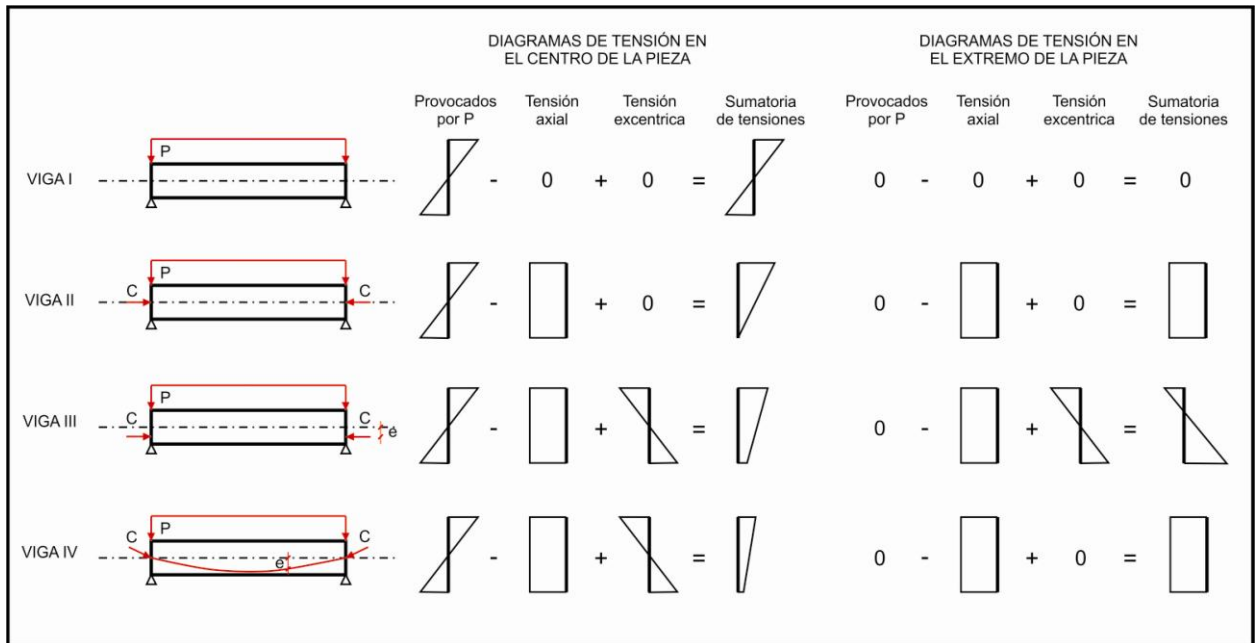 DIAGRAMAS DE TENSIÓN EN
EL CENTRO DE LA PIEZA
DIAGRAMAS DE TENSIÓN EN
EL EXTREMO DE LA PIEZA
Provocados
por P
Tensión
axial
Tensión
excentrica
Sumatoria
de tensiones
Provocados
por P
Tensión
axial
Tensión
excentrica
Sumatoria
de tensiones
VIGA I
P
- 0 + 0 =
0 - 0 + 0 = 0
VIGA II
P
C
C
- + 0 =
0 - + 0 =
VIGA III
P
C
C
e
- + =
0 - + =
VIGA IV
P
C
C
e
- + =
0 - + 0 =